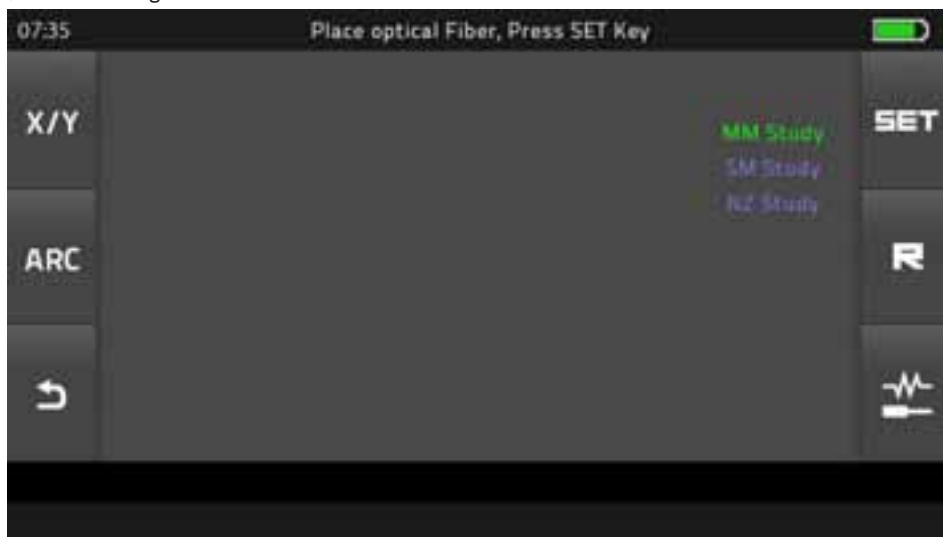 07:35 Place optical Fiber, Press SET Key
X/Y
SET
MM Study
SM Study
NZ Study
ARC
R